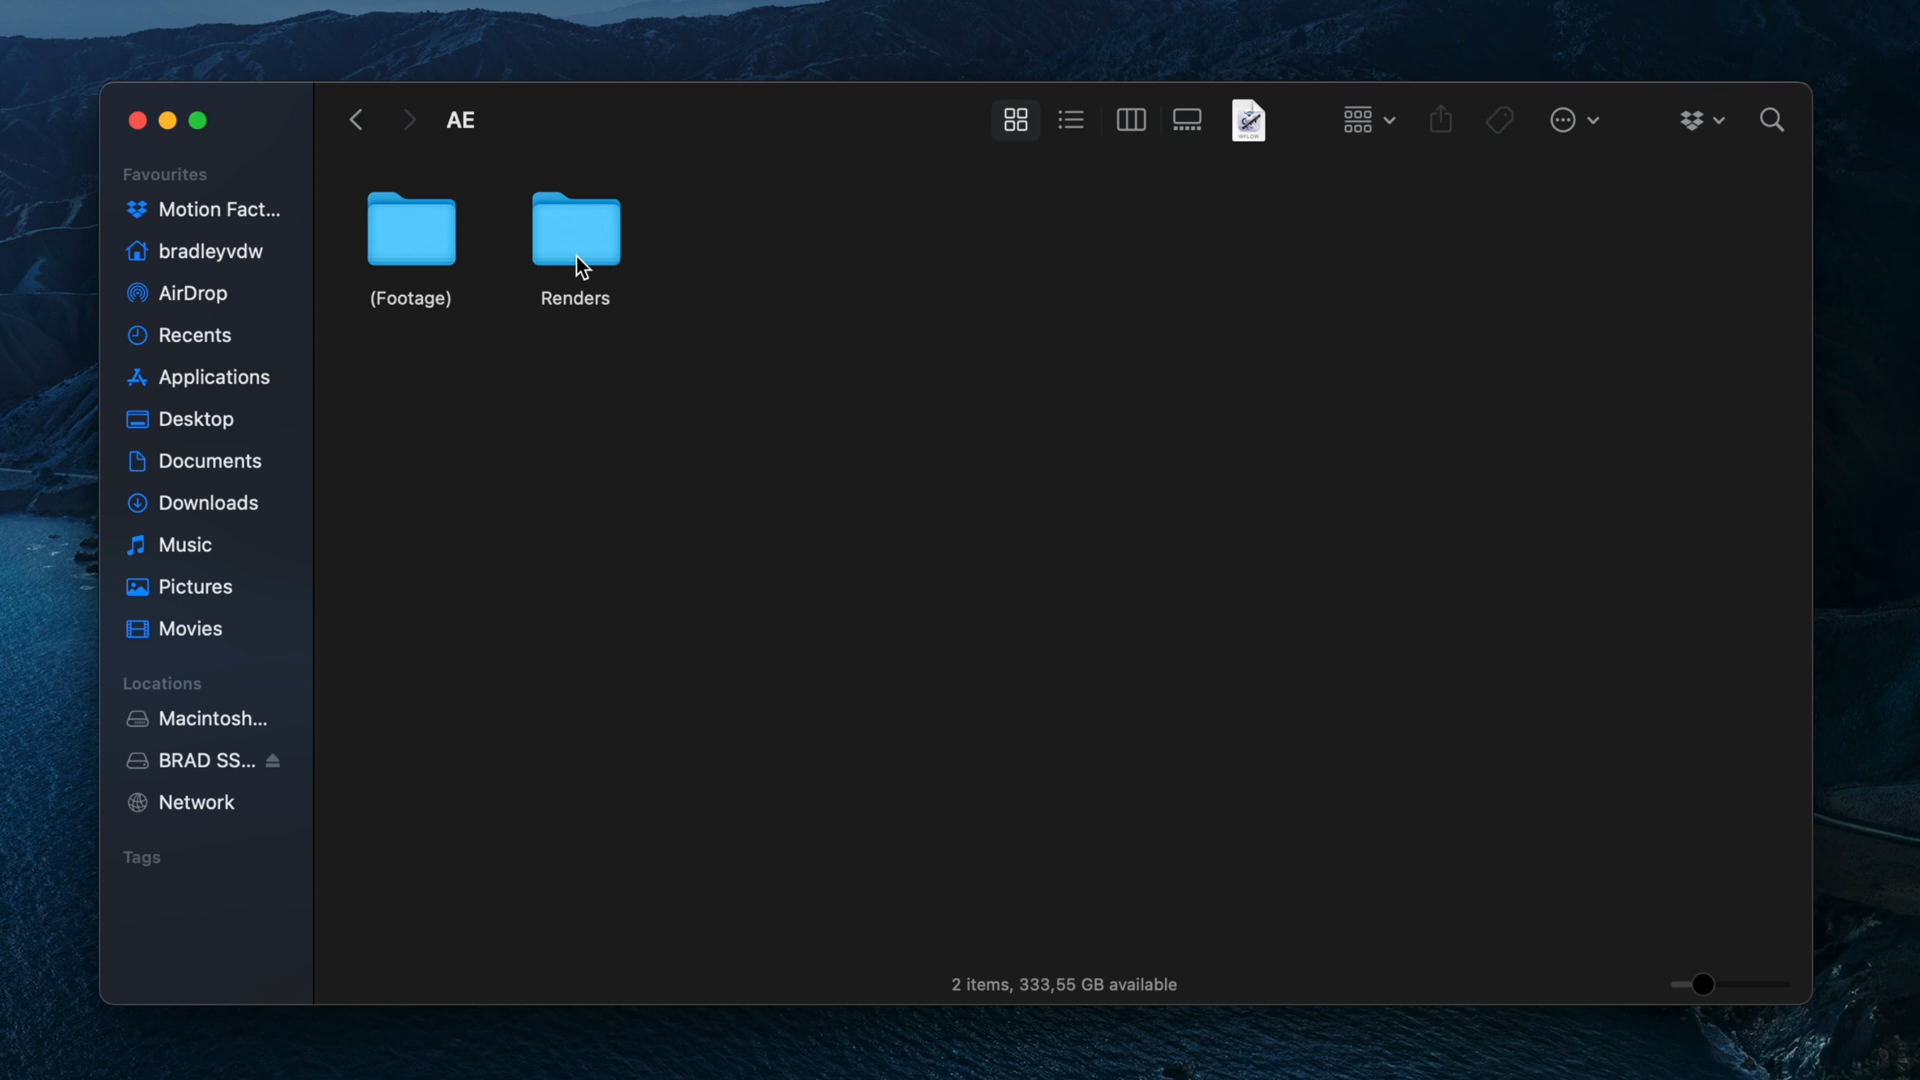 AE
WFLOW
Favourites
Motion Fact...
bradleyvdw
AirDrop
Recents
Applications
Desktop
Documents
Downloads
Music
Pictures
Movies
Locations
Macintosh...
BRAD SS...
Network
Tags
(Footage)
Renders
2 items, 333,55 GB available